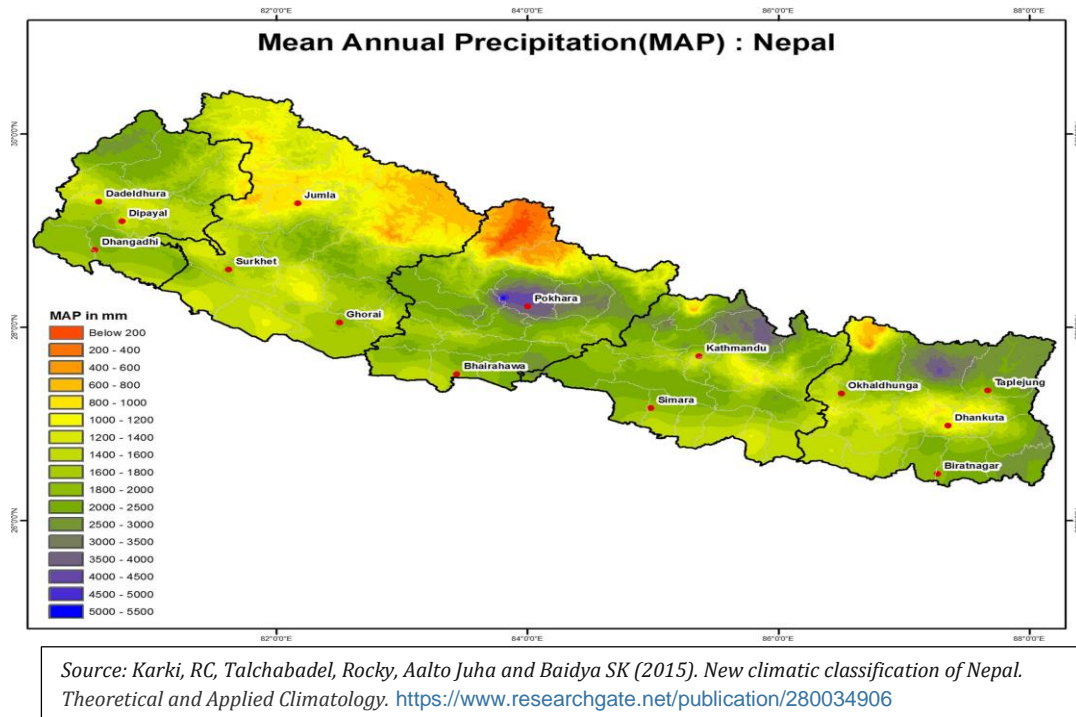 82°0'0"E 84°0'0"E 86°0'0"E 88°0'0"E
Mean Annual Precipitation(MAP) : Nepal
30°0'0"N
Dadeldhura
Jumla
Dipayal
Dhangadhi
Surkhet
Pokhara
Ghorai
28°0'0"N
Kathmandu
Bhairahawa
Okhaldhunga
Taplejung
Simara
Dhankuta
Biratnagar
MAP in mm
Below 200
200 - 400
400 - 600
600 - 800
800 - 1000
1000 - 1200
1200 - 1400
1400 - 1600
1600 - 1800
1800 - 2000
2000 - 2500
2500 - 3000
3000 - 3500
3500 - 4000
4000 - 4500
4500 - 5000
5000 - 5500
82°0'0"E 84°0'0"E 86°0'0"E 88°0'0"E
Source: Karki, RC, Talchabadel, Rocky, Aalto Juha and Baidya SK (2015). New climatic classification of Nepal.
Theoretical and Applied Climatology. https://www.researchgate.net/publication/280034906